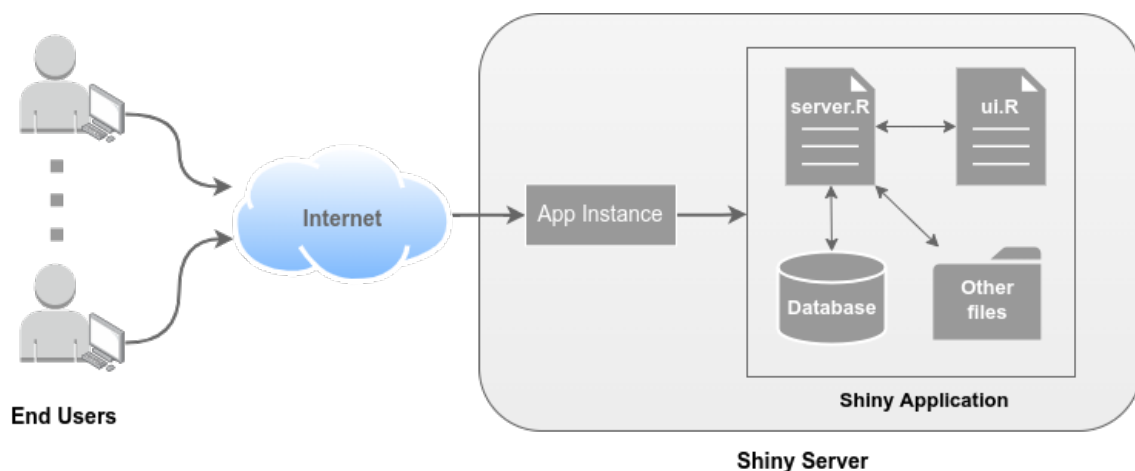 server.R
ui.R
Internet
App Instance
Database
Other
files
Shiny Application
End Users
Shiny Server